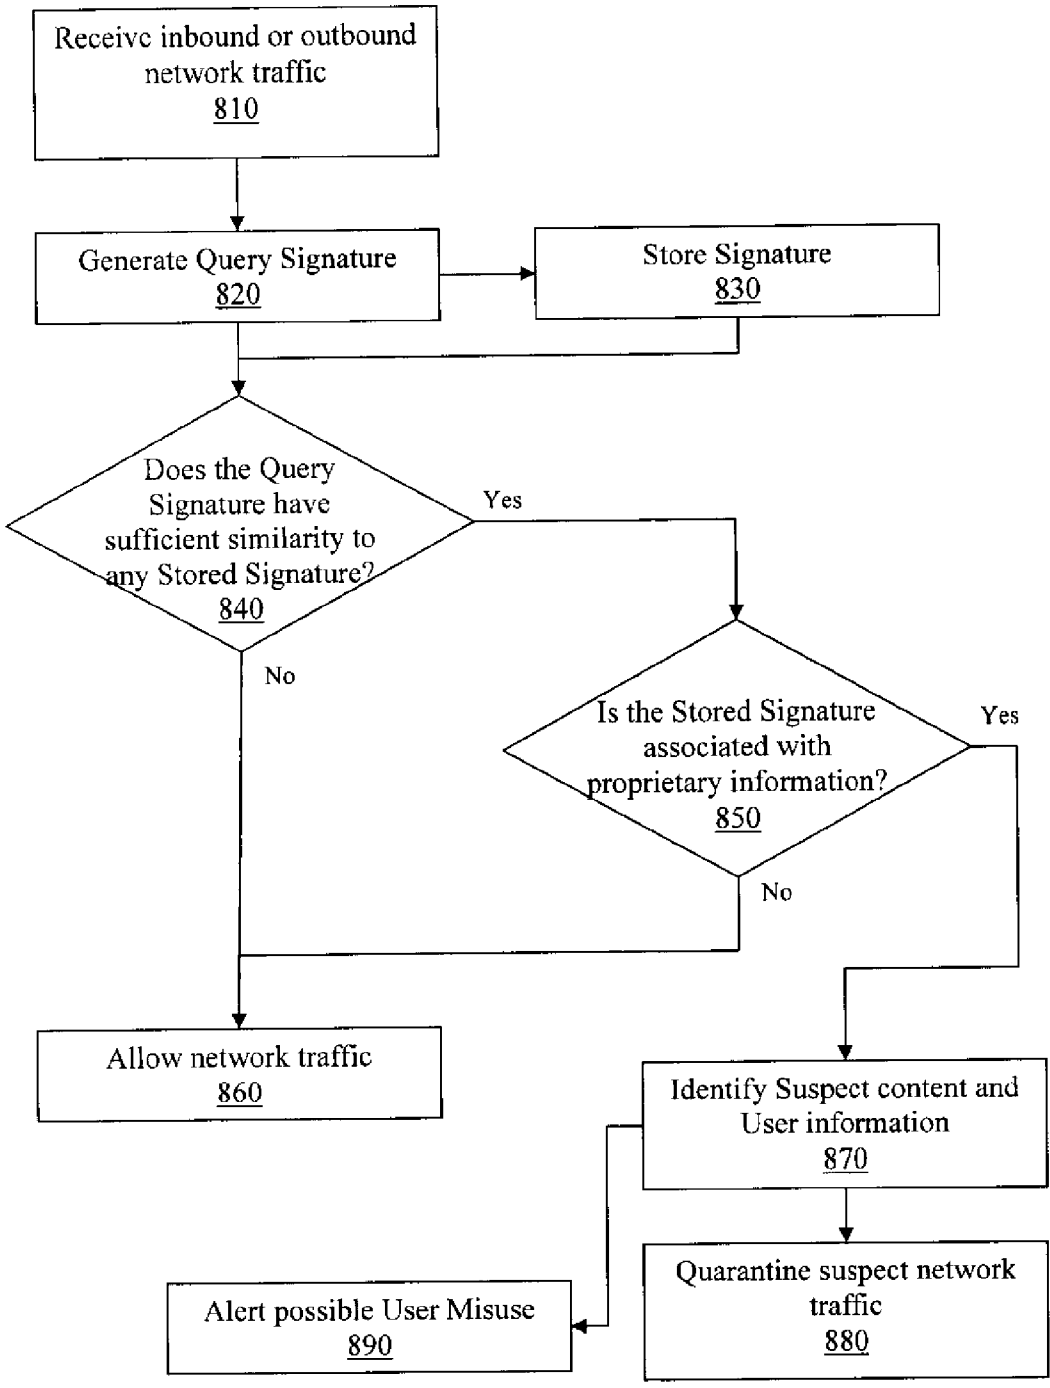 Receive inbound or outbound
network traffic
810
Generate Query Signature
820
Store Signature
830
Does the Query
Signature have
sufficient similarity to
any Stored Signature?
840
Yes
No
Is the Stored Signature
associated with
proprietary information?
850
Yes
No
Allow network traffic
860
Identify Suspect content and
User information
870
Quarantine suspect network
traffic
880
Alert possible User Misuse
890